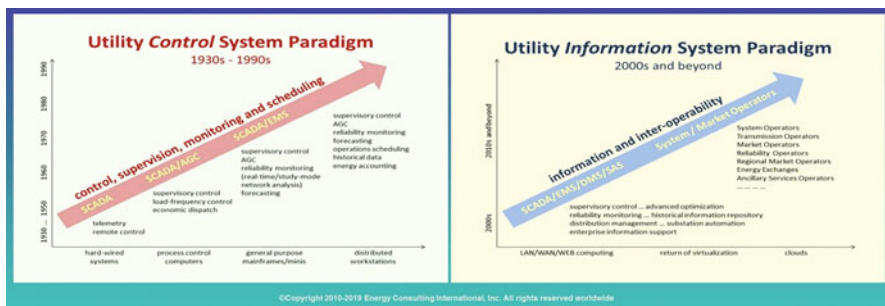 Utility Control System Paradigm
1930s - 1990s
1990
1980
1970
1960
1930 ... 1950
control, supervision, monitoring and scheduling
SCADA
SCADA/AGC
SCADA/EMS
telemetry
remote control
supervisory control
load-frequency control
economic dispatch
supervisory control
AGC
reliability monitoring
(real-time/study-mode
network analysis)
forecasting
supervisory control
AGC
reliability monitoring
forecasting
operations scheduling
historical data
energy accounting
hard-wired
systems
process control
computers
general purpose
mainframes/minis
distributed
workstations
Utility Information System Paradigm
2000s and beyond
2010s and beyond
2000s
information and inter-operability
SCADA/EMS/DMS/SAS
System / Market Operators
System Operators
Transmission Operators
Market Operators
Reliability Operators
Regional Market Operators
Energy Exchanges
Ancillary Services Operators
... ... ... ...
supervisory control ... advanced optimization
reliability monitoring ... historical information repository
distribution management ... substation automation
enterprise information support
LAN/WAN/WEB computing
return of virtualization
clouds
©Copyright 2010-2019 Energy Consulting International, Inc. All rights reserved worldwide